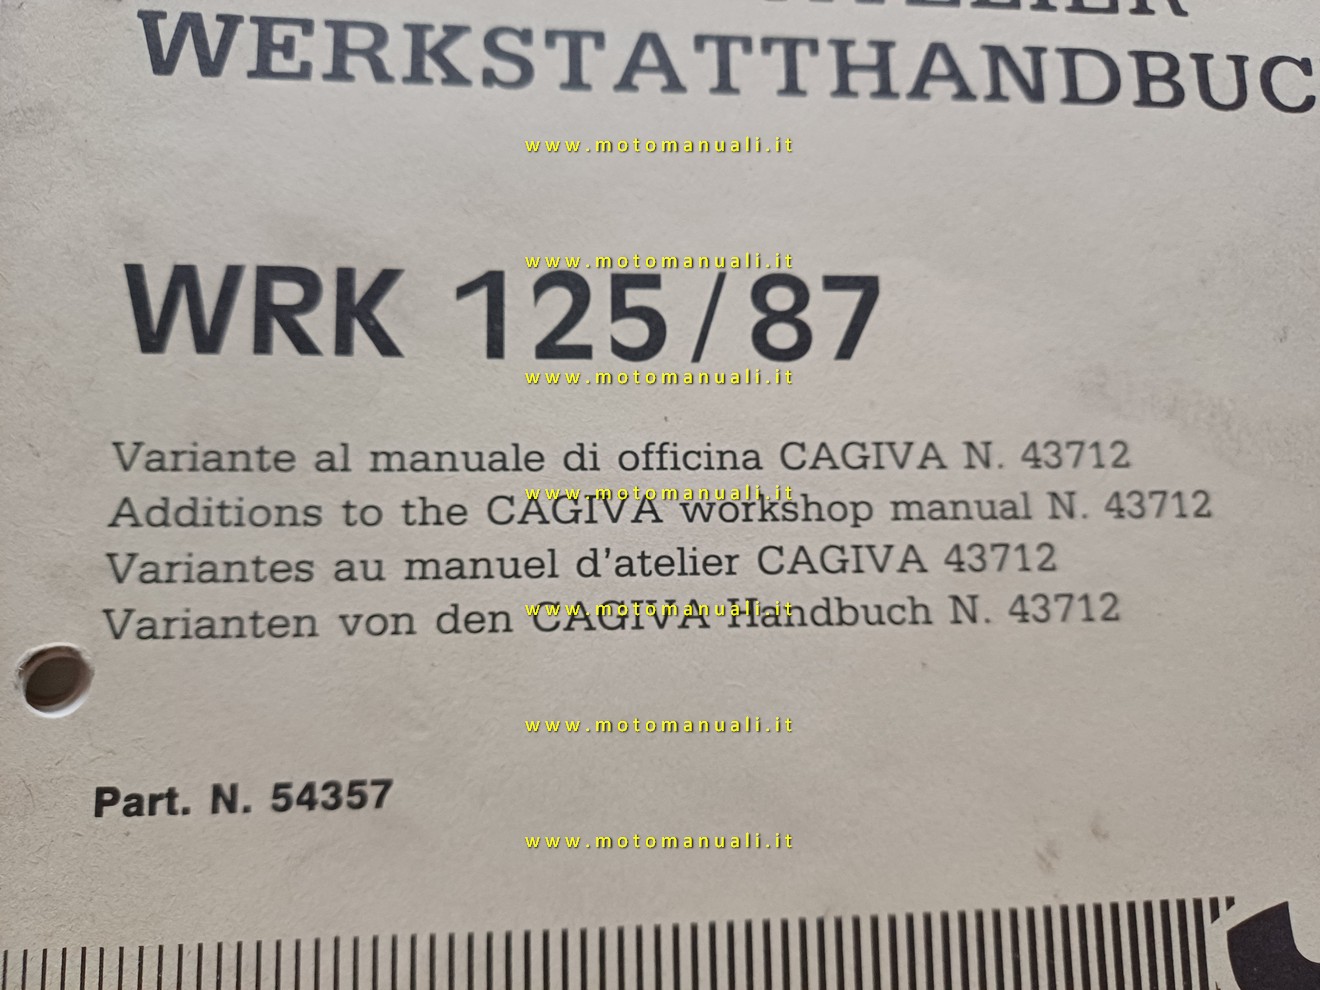 WERKSTATTHANDBUC
www.motomanuali.it
www.motomanuali.it
WRK 125/87
www.motomanuali.it
Variante al manuale di officina CAGIVA N. 43712
www.motomanuali.it
Additions to the CAGIVA workshop manual N. 43712
Variantes au manuel d'atelier CAGIVA 43712
www.motomanuali.it
Varianten von den CAGIVA Handbuch N. 43712
www.motomanuali.it
Part. N. 54357
www.motomanuali.it